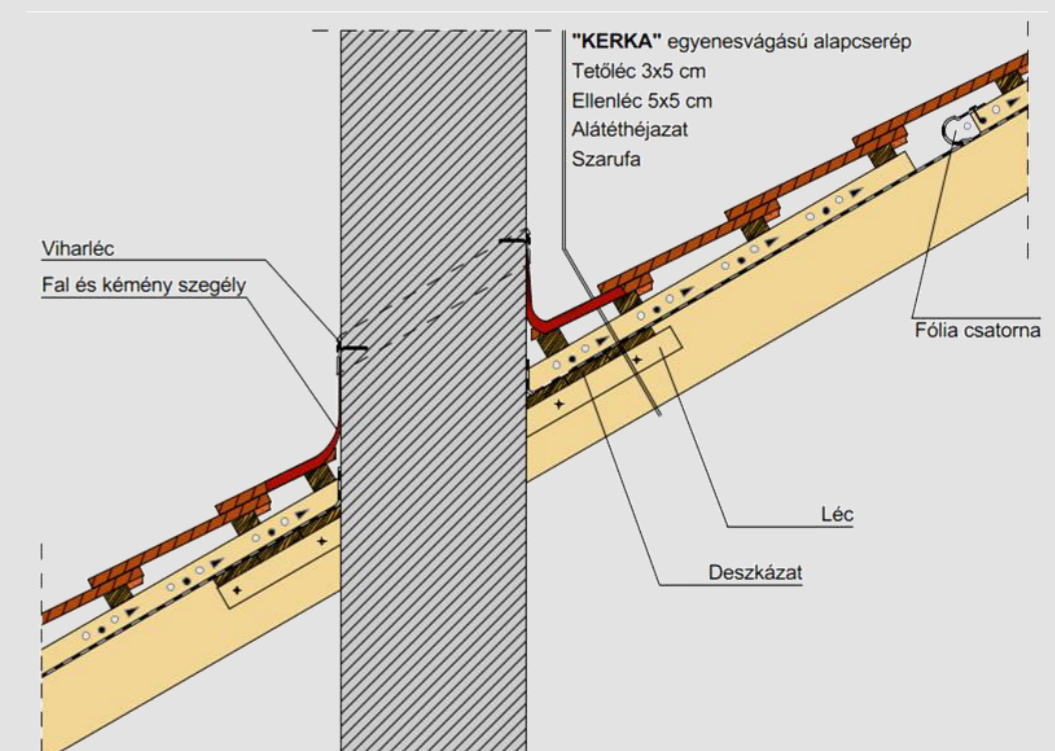 "KERKA" egyenesvágású alapcserép
Tetőléc 3x5 cm
Ellenléc 5x5 cm
Alátéthéjazat
Szarufa
Viharléc
Fal és kémény szegély
Fólia csatorna
Léc
Deszkázat